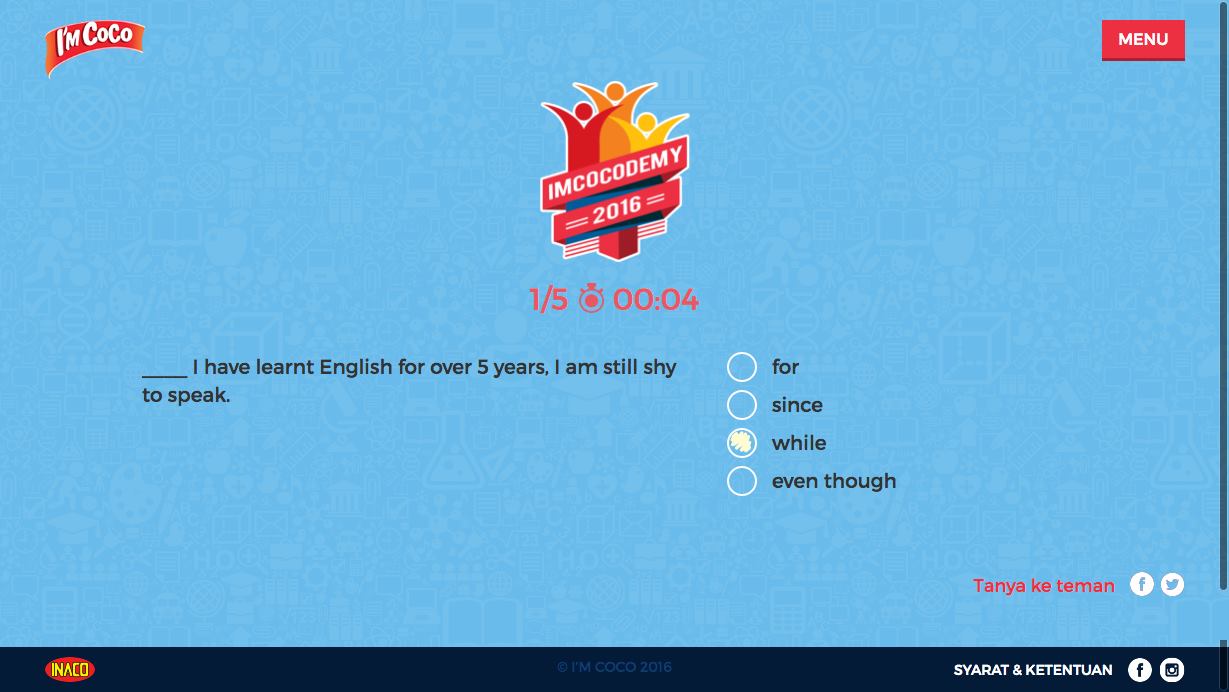 I'M COCO
MENU
IMCOCODEMY
2016
1/5 00:04
____ I have learnt English for over 5 years, I am still shy
to speak.
for
since
while
even though
Tanya ke teman
INACO
© I'M COCO 2016
SYARAT & KETENTUAN